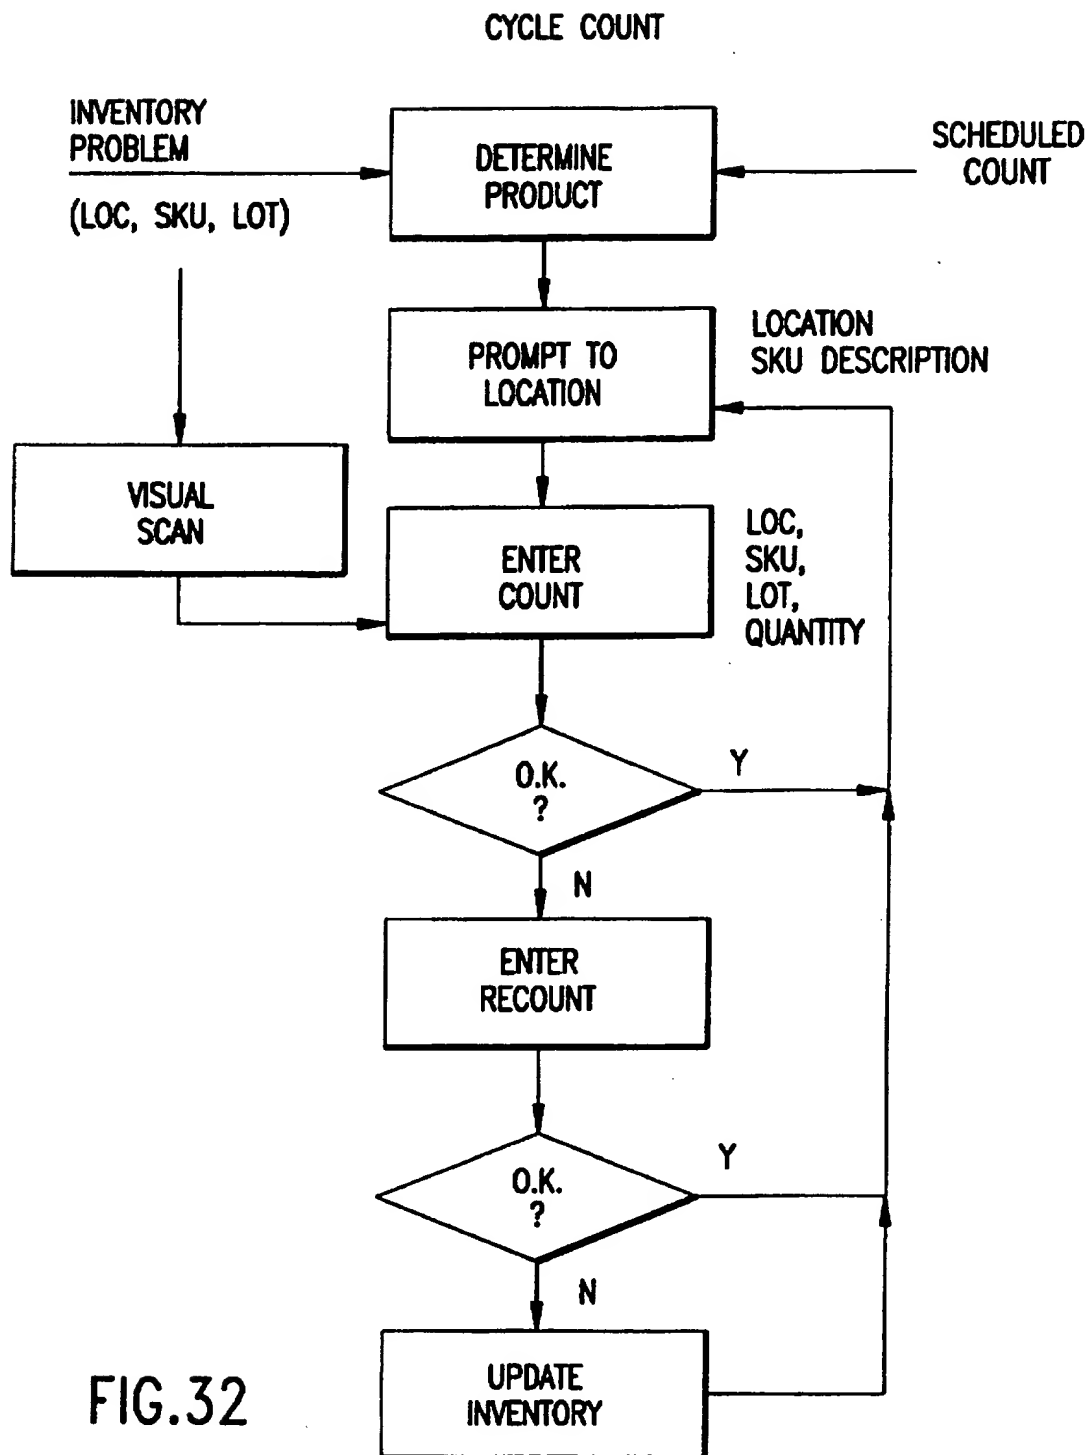 CYCLE COUNT
INVENTORY
PROBLEM
(LOC, SKU, LOT)
DETERMINE
PRODUCT
SCHEDULED
COUNT
PROMPT TO
LOCATION
LOCATION
SKU DESCRIPTION
VISUAL
SCAN
ENTER
COUNT
LOC,
SKU,
LOT,
QUANTITY
O.K.
?
Y
N
ENTER
RECOUNT
O.K.
?
Y
N
UPDATE
INVENTORY
FIG.32